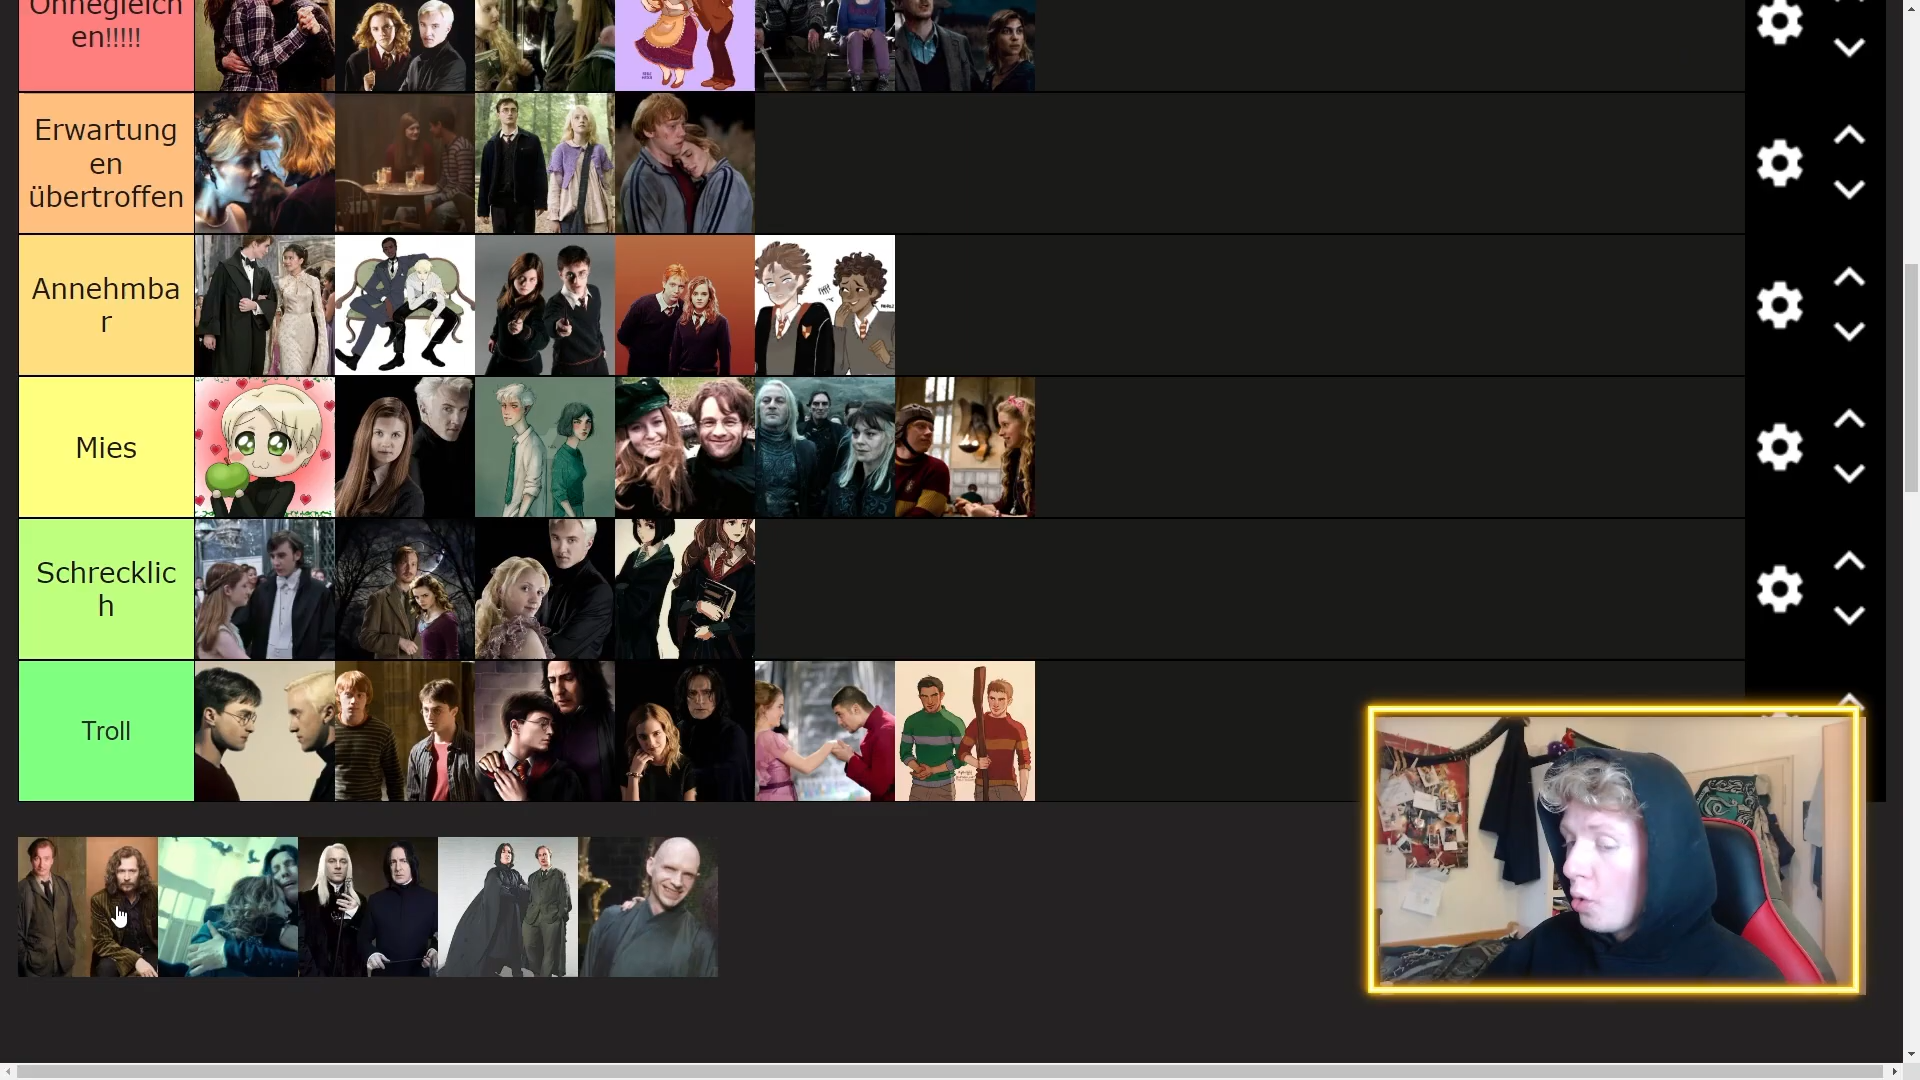 Ohnegleich
en!!!!!
Erwartung
en
übertroffen
Annehmba
r
Mies
Schrecklic
h
Troll